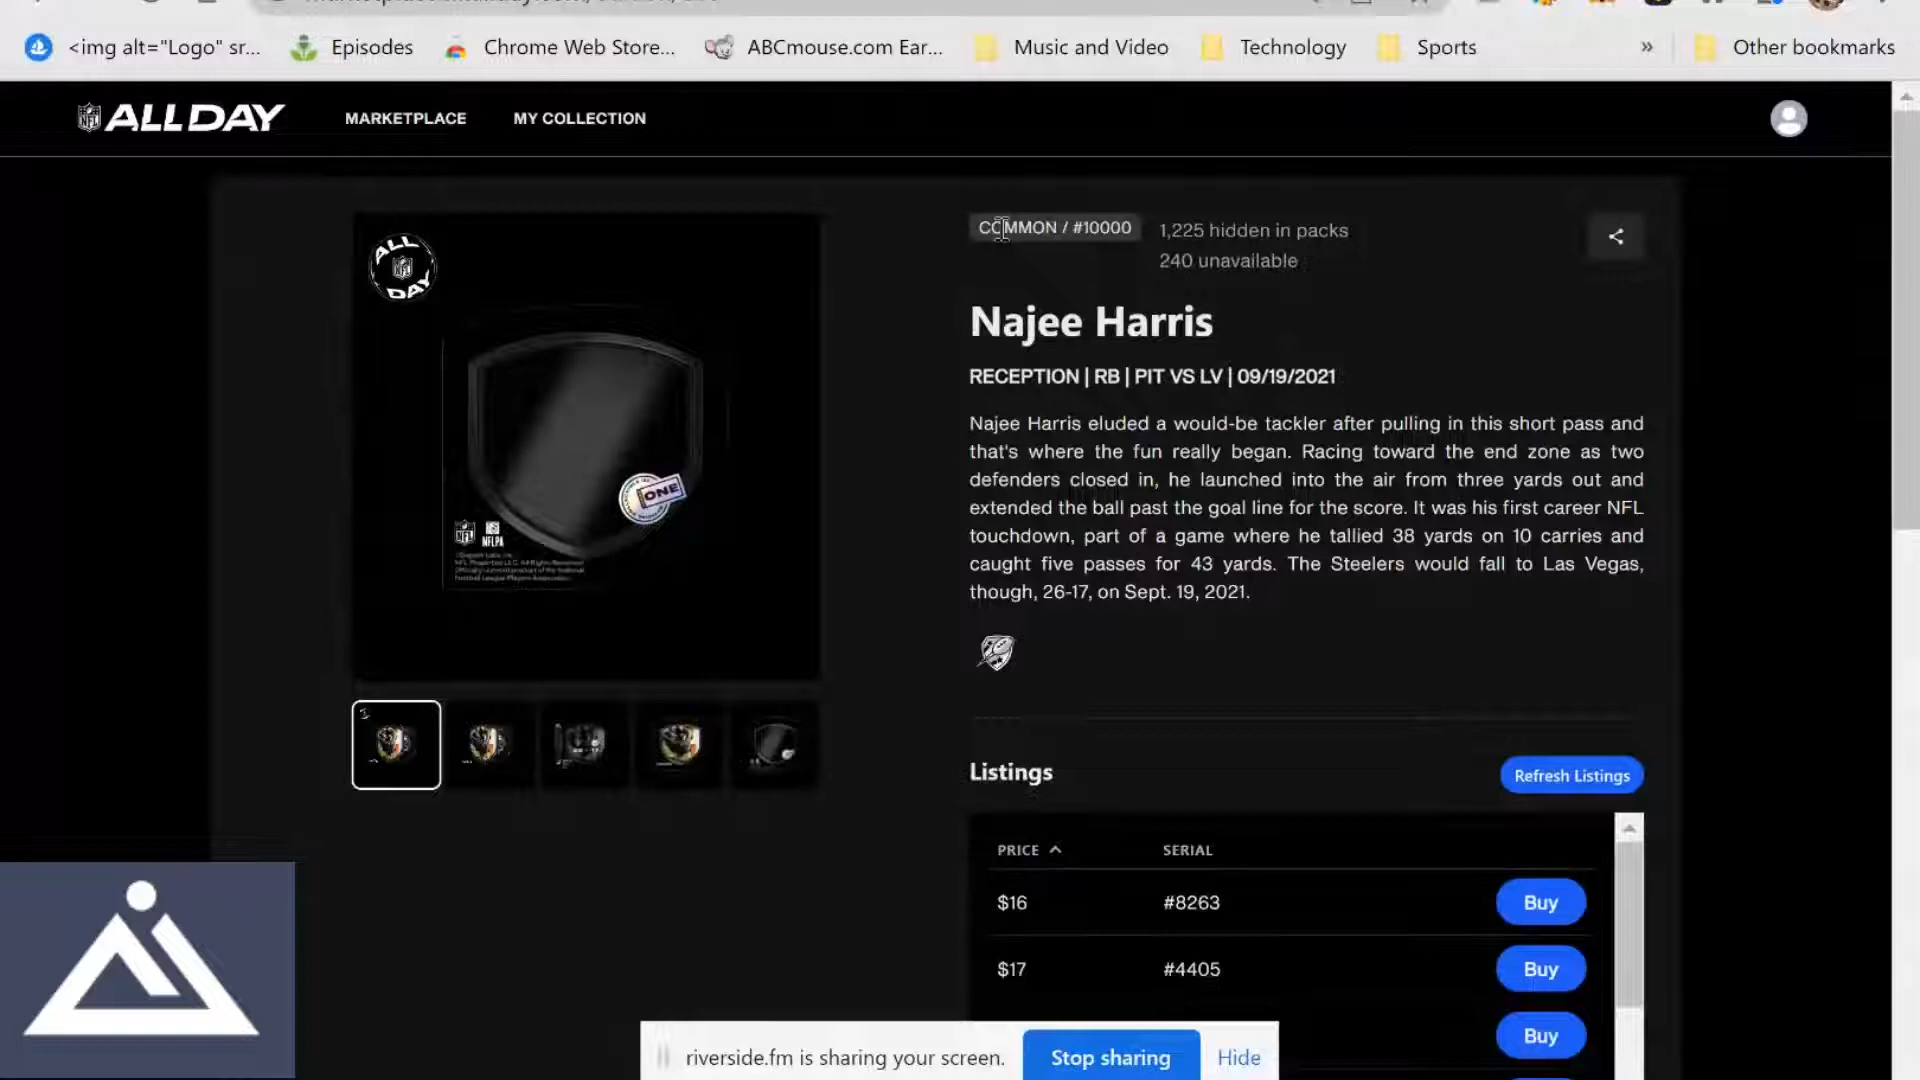 <img alt="Logo" sr...
Episodes
Chrome Web Store...
ABCmouse.com Ear...
Music and Video
Technology
Sports
»
Other bookmarks
NFL ALL DAY
MARKETPLACE
MY COLLECTION
ALL
NFL
DAY
ONE
NFL
NFLPA
COMMON / #10000
1,225 hidden in packs
240 unavailable
Najee Harris
RECEPTION | RB | PIT VS LV | 09/19/2021
Najee Harris eluded a would-be tackler after pulling in this short pass and
that's where the fun really began. Racing toward the end zone as two
defenders closed in, he launched into the air from three yards out and
extended the ball past the goal line for the score. It was his first career NFL
touchdown, part of a game where he tallied 38 yards on 10 carries and
caught five passes for 43 yards. The Steelers would fall to Las Vegas,
though, 26-17, on Sept. 19, 2021.
Listings
Refresh Listings
PRICE
SERIAL
$16 #8263 Buy
$17 #4405 Buy
Buy
riverside.fm is sharing your screen.
Stop sharing
Hide